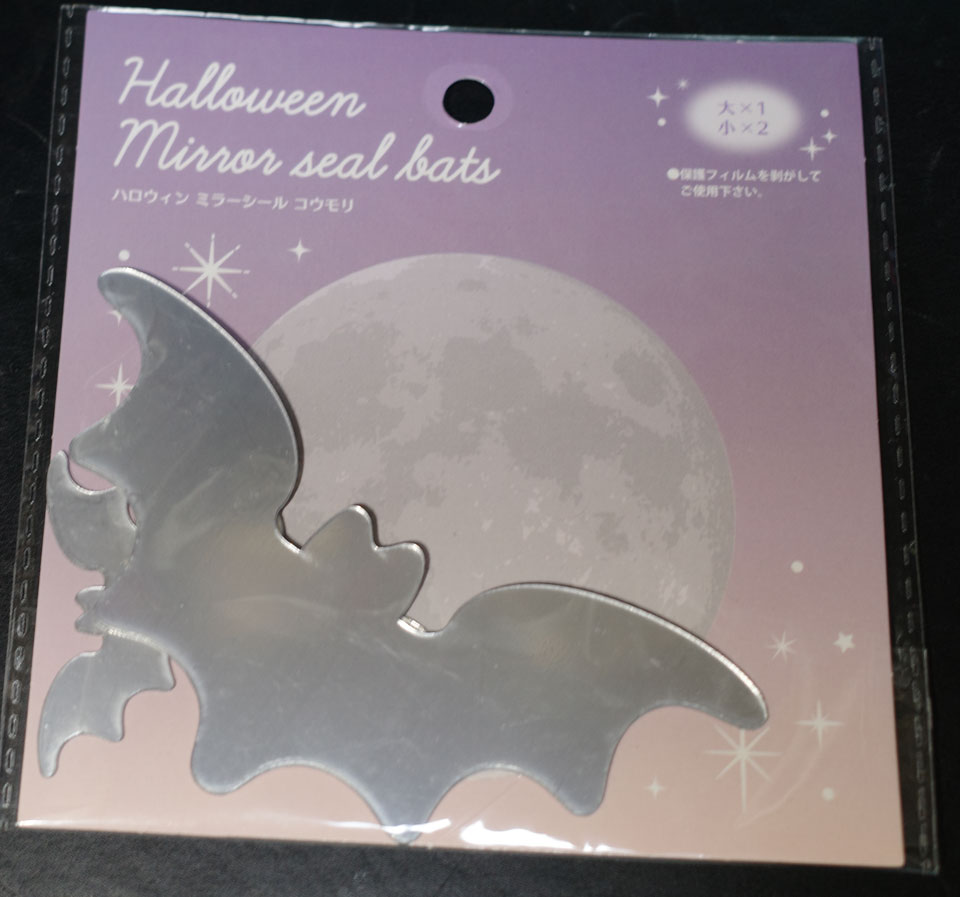 Halloween
Mirror seal bats
ハロウィン ミラーシール コウモリ
大×1
小×2
●保護フィルムを剥がして
ご使用下さい。